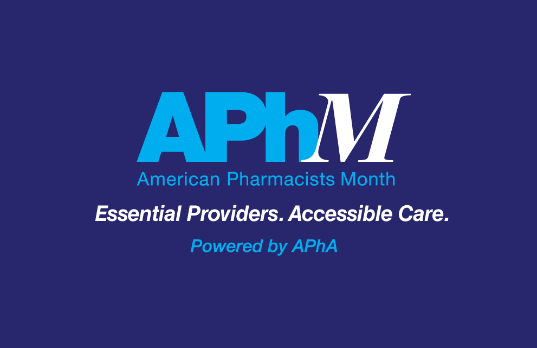 APhM
American Pharmacists Month
Essential Providers. Accessible Care.
Powered by APhA